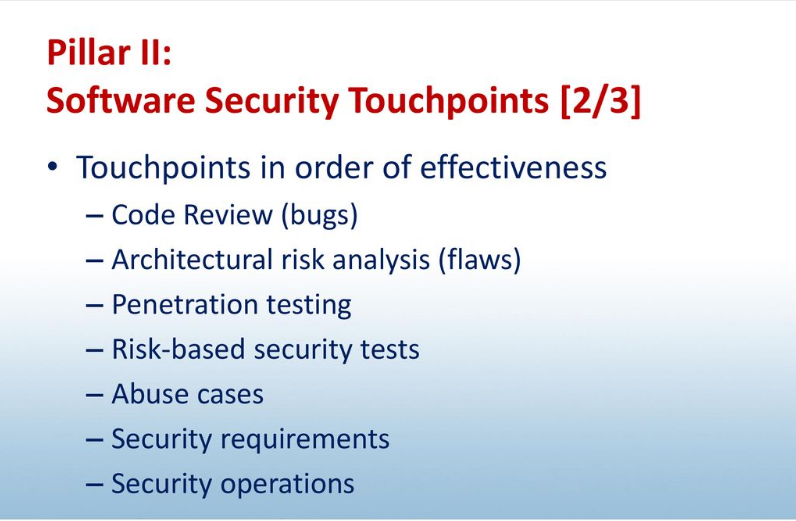 Pillar II:
Software Security Touchpoints [2/3]
• Touchpoints in order of effectiveness
– Code Review (bugs)
– Architectural risk analysis (flaws)
– Penetration testing
– Risk-based security tests
– Abuse cases
– Security requirements
– Security operations